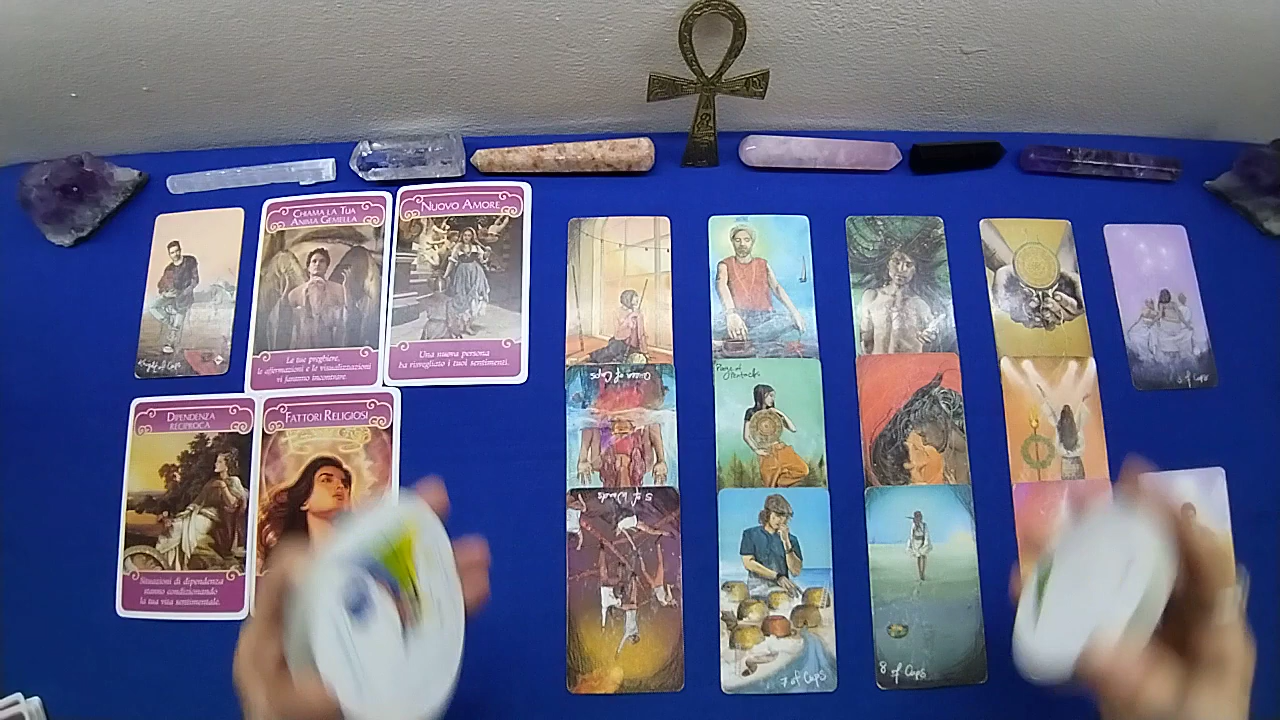 Knight of Cups
CHIAMA LA TUA
ANIMA GEMELLA
Le tue preghiere,
le affermazioni e le visualizzazioni
vi faranno incontrare.
NUOVO AMORE
Una nuova persona
ha risvegliato i tuoi sentimenti.
DIPENDENZA
RECIPROCA
Situazioni di dipendenza
stanno condizionando
la tua vita sentimentale.
FATTORI RELIGIOSI
Queen of Cups
5 of Wands
Page of
Pentacles
7 of Cups
8 of Cups
of Cups